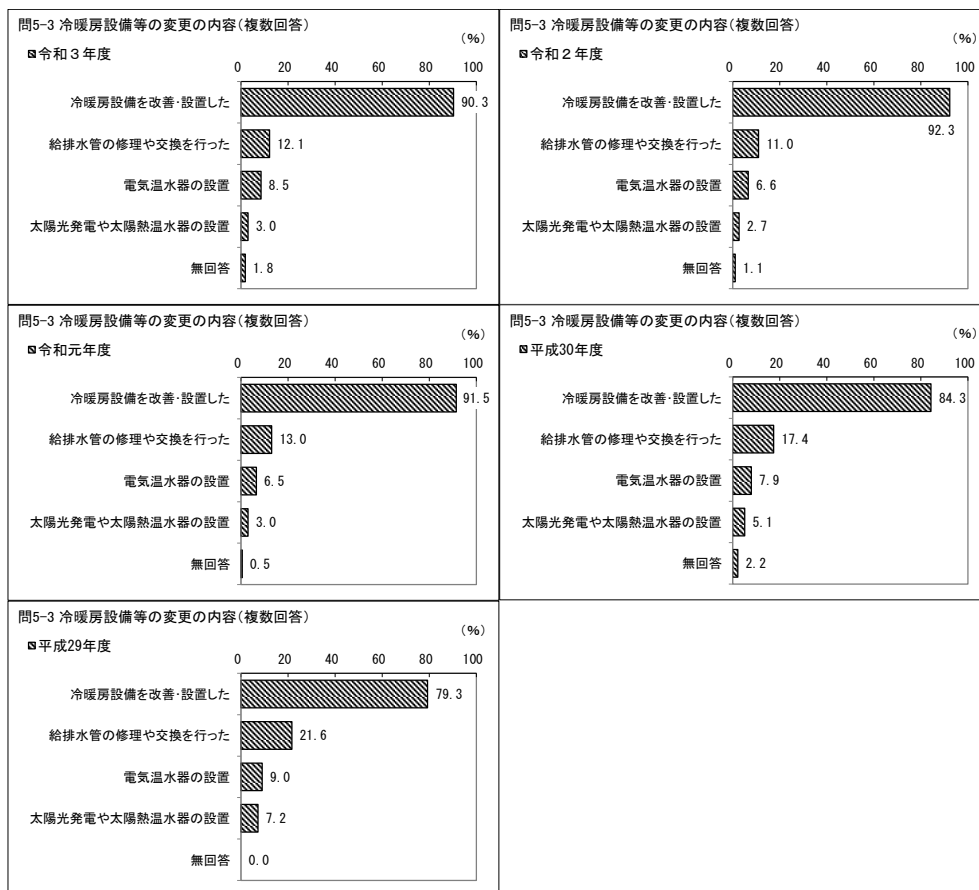 問5-3 冷暖房設備等の変更の内容(複数回答)
(%)
令和3年度
0 20 40 60 80 100
冷暖房設備を改善・設置した 90.3
給排水管の修理や交換を行った 12.1
電気温水器の設置 8.5
太陽光発電や太陽熱温水器の設置 3.0
無回答 1.8
問5-3 冷暖房設備等の変更の内容(複数回答)
(%)
令和2年度
0 20 40 60 80 100
冷暖房設備を改善・設置した 92.3
給排水管の修理や交換を行った 11.0
電気温水器の設置 6.6
太陽光発電や太陽熱温水器の設置 2.7
無回答 1.1
問5-3 冷暖房設備等の変更の内容(複数回答)
(%)
令和元年度
0 20 40 60 80 100
冷暖房設備を改善・設置した 91.5
給排水管の修理や交換を行った 13.0
電気温水器の設置 6.5
太陽光発電や太陽熱温水器の設置 3.0
無回答 0.5
問5-3 冷暖房設備等の変更の内容(複数回答)
(%)
平成30年度
0 20 40 60 80 100
冷暖房設備を改善・設置した 84.3
給排水管の修理や交換を行った 17.4
電気温水器の設置 7.9
太陽光発電や太陽熱温水器の設置 5.1
無回答 2.2
問5-3 冷暖房設備等の変更の内容(複数回答)
(%)
平成29年度
0 20 40 60 80 100
冷暖房設備を改善・設置した 79.3
給排水管の修理や交換を行った 21.6
電気温水器の設置 9.0
太陽光発電や太陽熱温水器の設置 7.2
無回答 0.0